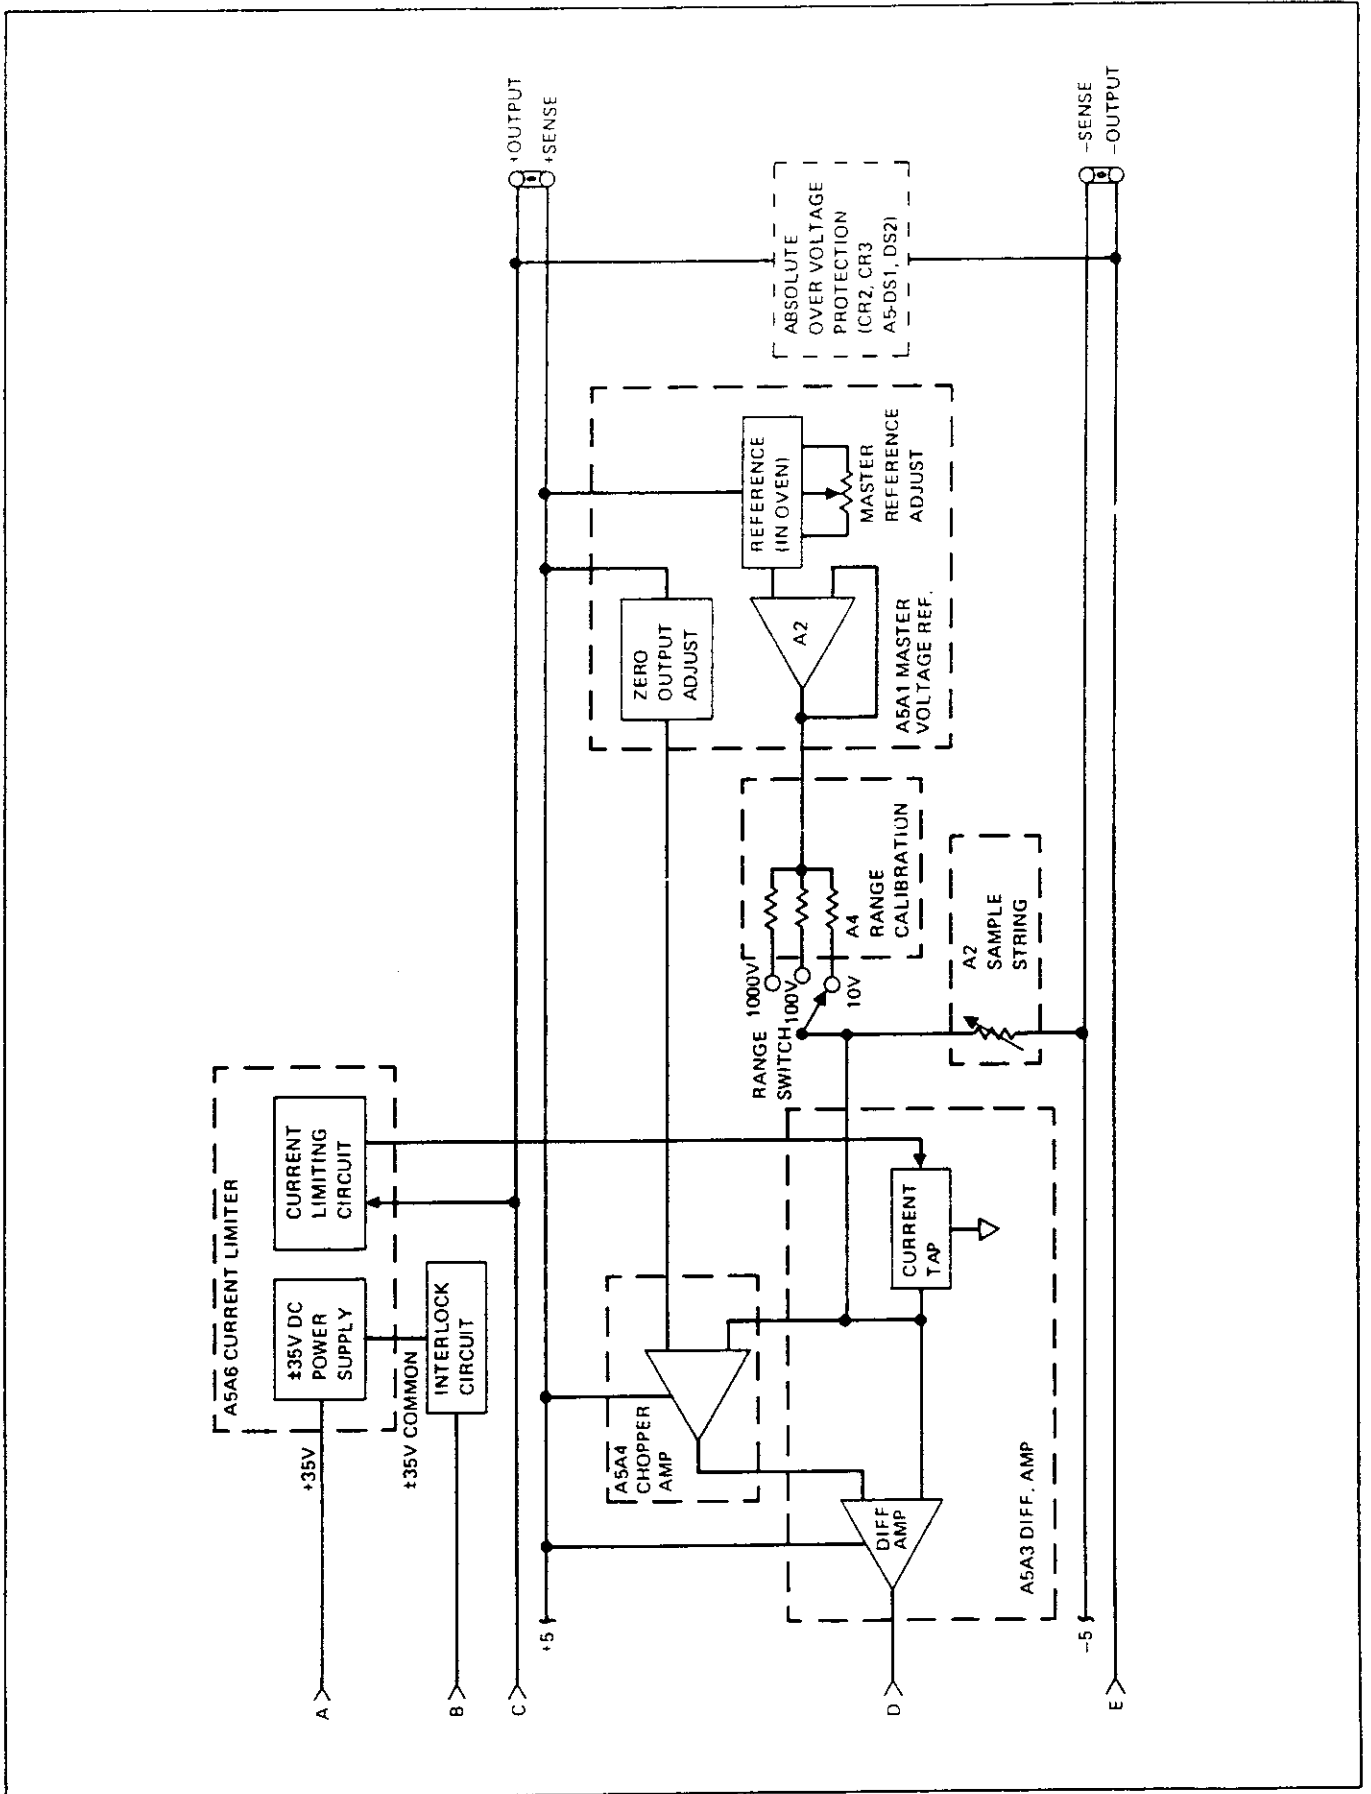 A5A6 CURRENT LIMITER
±35V DC
POWER
SUPPLY
CURRENT
LIMITING
CIRCUIT
+35V
±35V COMMON
INTERLOCK
CIRCUIT
A
B
C
+5
+OUTPUT
+SENSE
A5A4
CHOPPER
AMP
ZERO
OUTPUT
ADJUST
REFERENCE
(IN OVEN)
MASTER
REFERENCE
ADJUST
A2
A5A1 MASTER
VOLTAGE REF.
ABSOLUTE
OVER VOLTAGE
PROTECTION
(CR2, CR3
A5-DS1, DS2)
RANGE
SWITCH
1000V
100V
10V
A4
RANGE
CALIBRATION
A2
SAMPLE
STRING
DIFF
AMP
CURRENT
TAP
A5A3 DIFF. AMP
D
-5
E
-SENSE
-OUTPUT